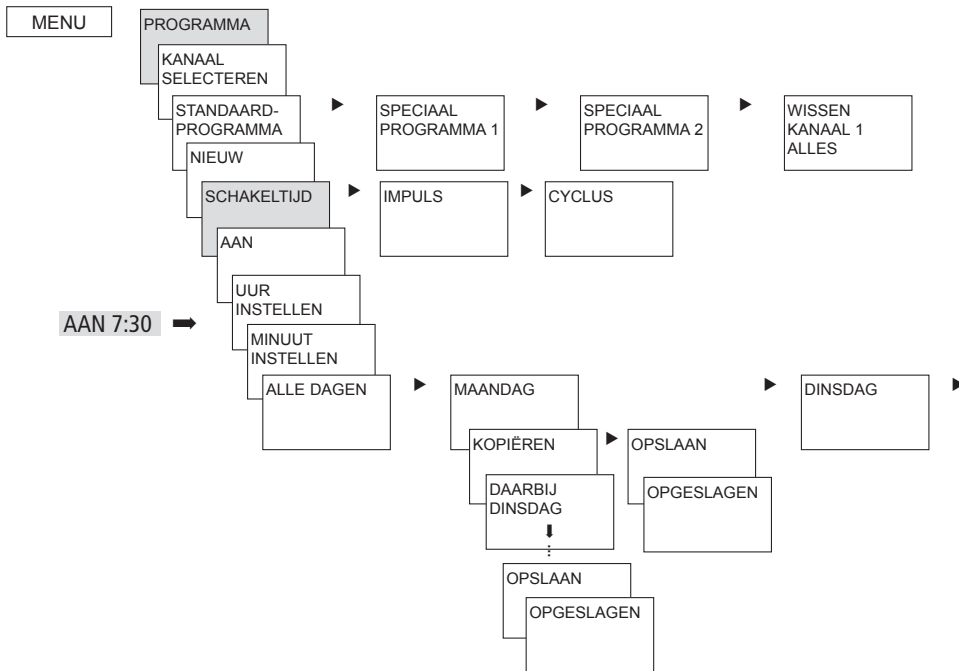 MENU
PROGRAMMA
KANAAL
SELECTEREN
STANDAARD-
PROGRAMMA
SPECIAAL
PROGRAMMA 1
SPECIAAL
PROGRAMMA 2
WISSEN
KANAAL 1
ALLES
NIEUW
SCHAKELTIJD
IMPULS
CYCLUS
AAN
UUR
INSTELLEN
AAN 7:30
MINUUT
INSTELLEN
ALLE DAGEN
MAANDAG
DINSDAG
KOPIËREN
OPSLAAN
DAARBIJ
DINSDAG
OPGESLAGEN
OPSLAAN
OPGESLAGEN